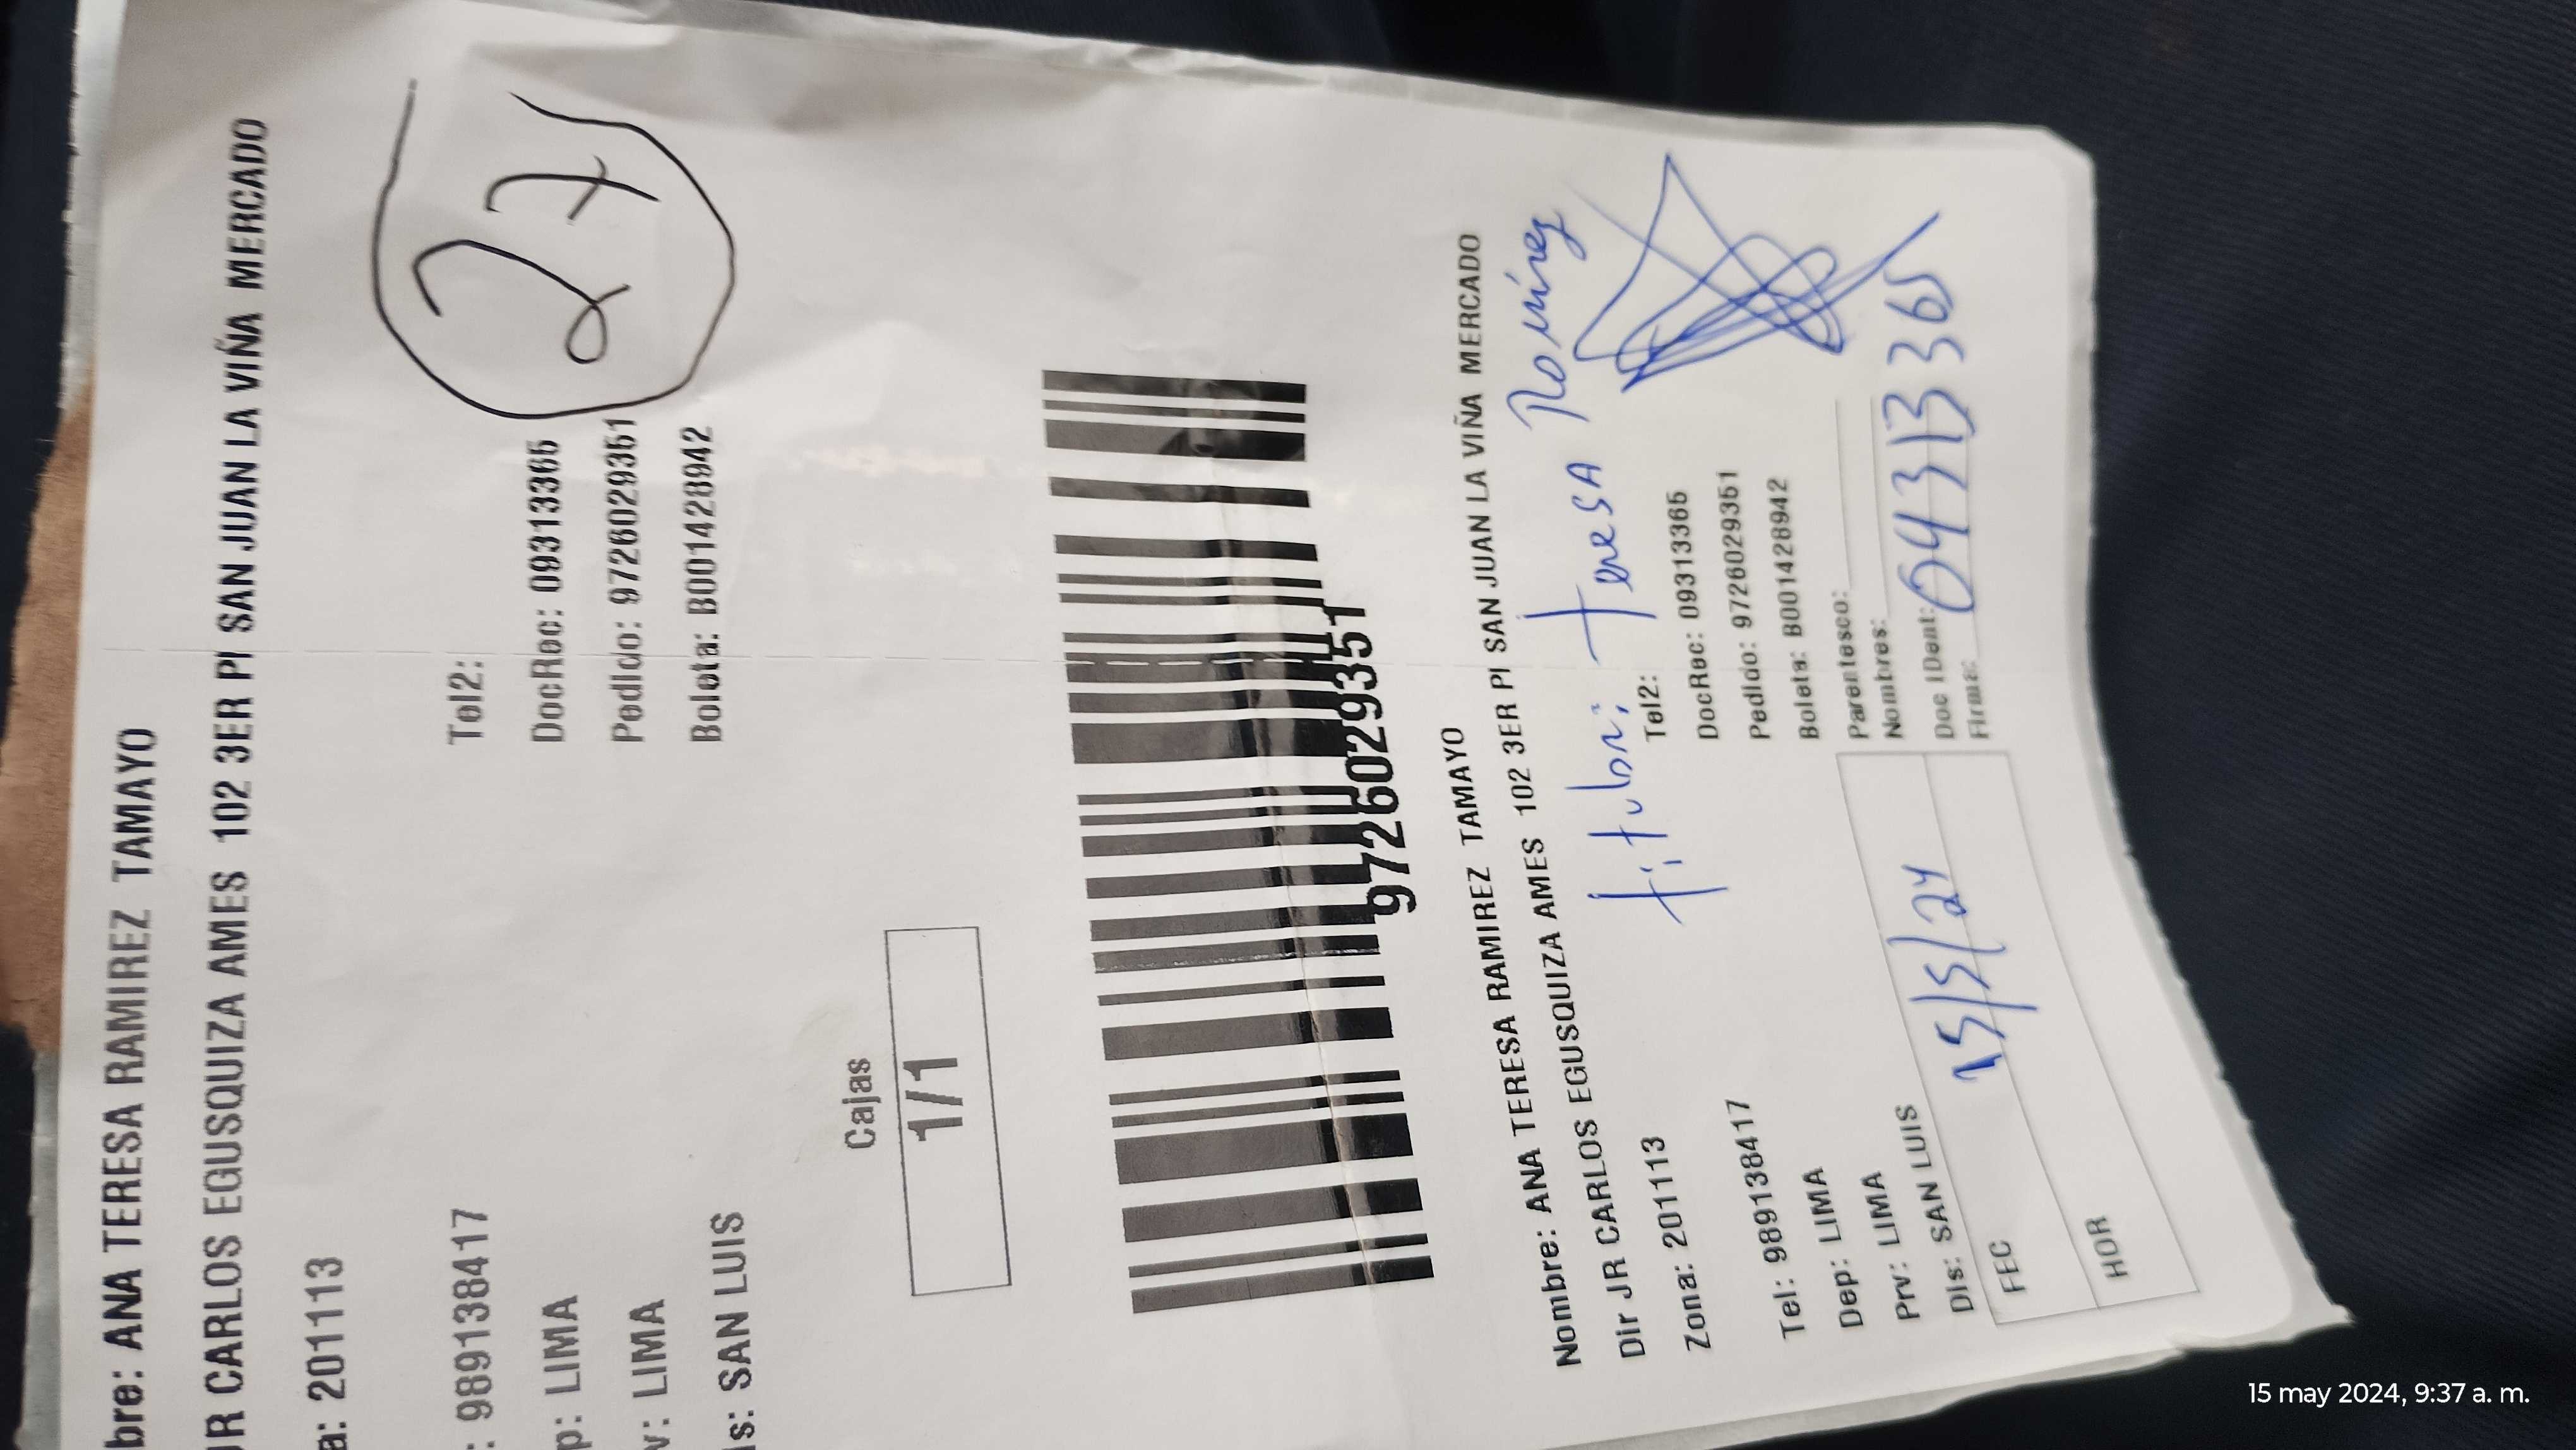 bre: ANA TERESA RAMIREZ TAMAYO
JR CARLOS EGUSQUIZA AMES 102 3ER PI SAN JUAN LA VIÑA MERCADO
a: 201113
: 989138417
Tel2:
p: LIMA
DocRec: 09313365
v: LIMA
Pedido: 9726029351
is: SAN LUIS
Boleta: B001428942
27
Cajas
1/1
9726029351
Nombre: ANA TERESA RAMIREZ TAMAYO
Dir JR CARLOS EGUSQUIZA AMES 102 3ER PI SAN JUAN LA VIÑA MERCADO
Zona: 201113
Teresa
Tel: 989138417
Tel2:
Dep: LIMA
DocRec: 09313365
Prv: LIMA
Pedido: 9726029351
Dis: SAN LUIS
Boleta: B001428942
FEC 15/5/24
HOR
Parentesco:
Nombres:
Doc IDent:
Firma:
15 may 2024, 9:37 a. m.